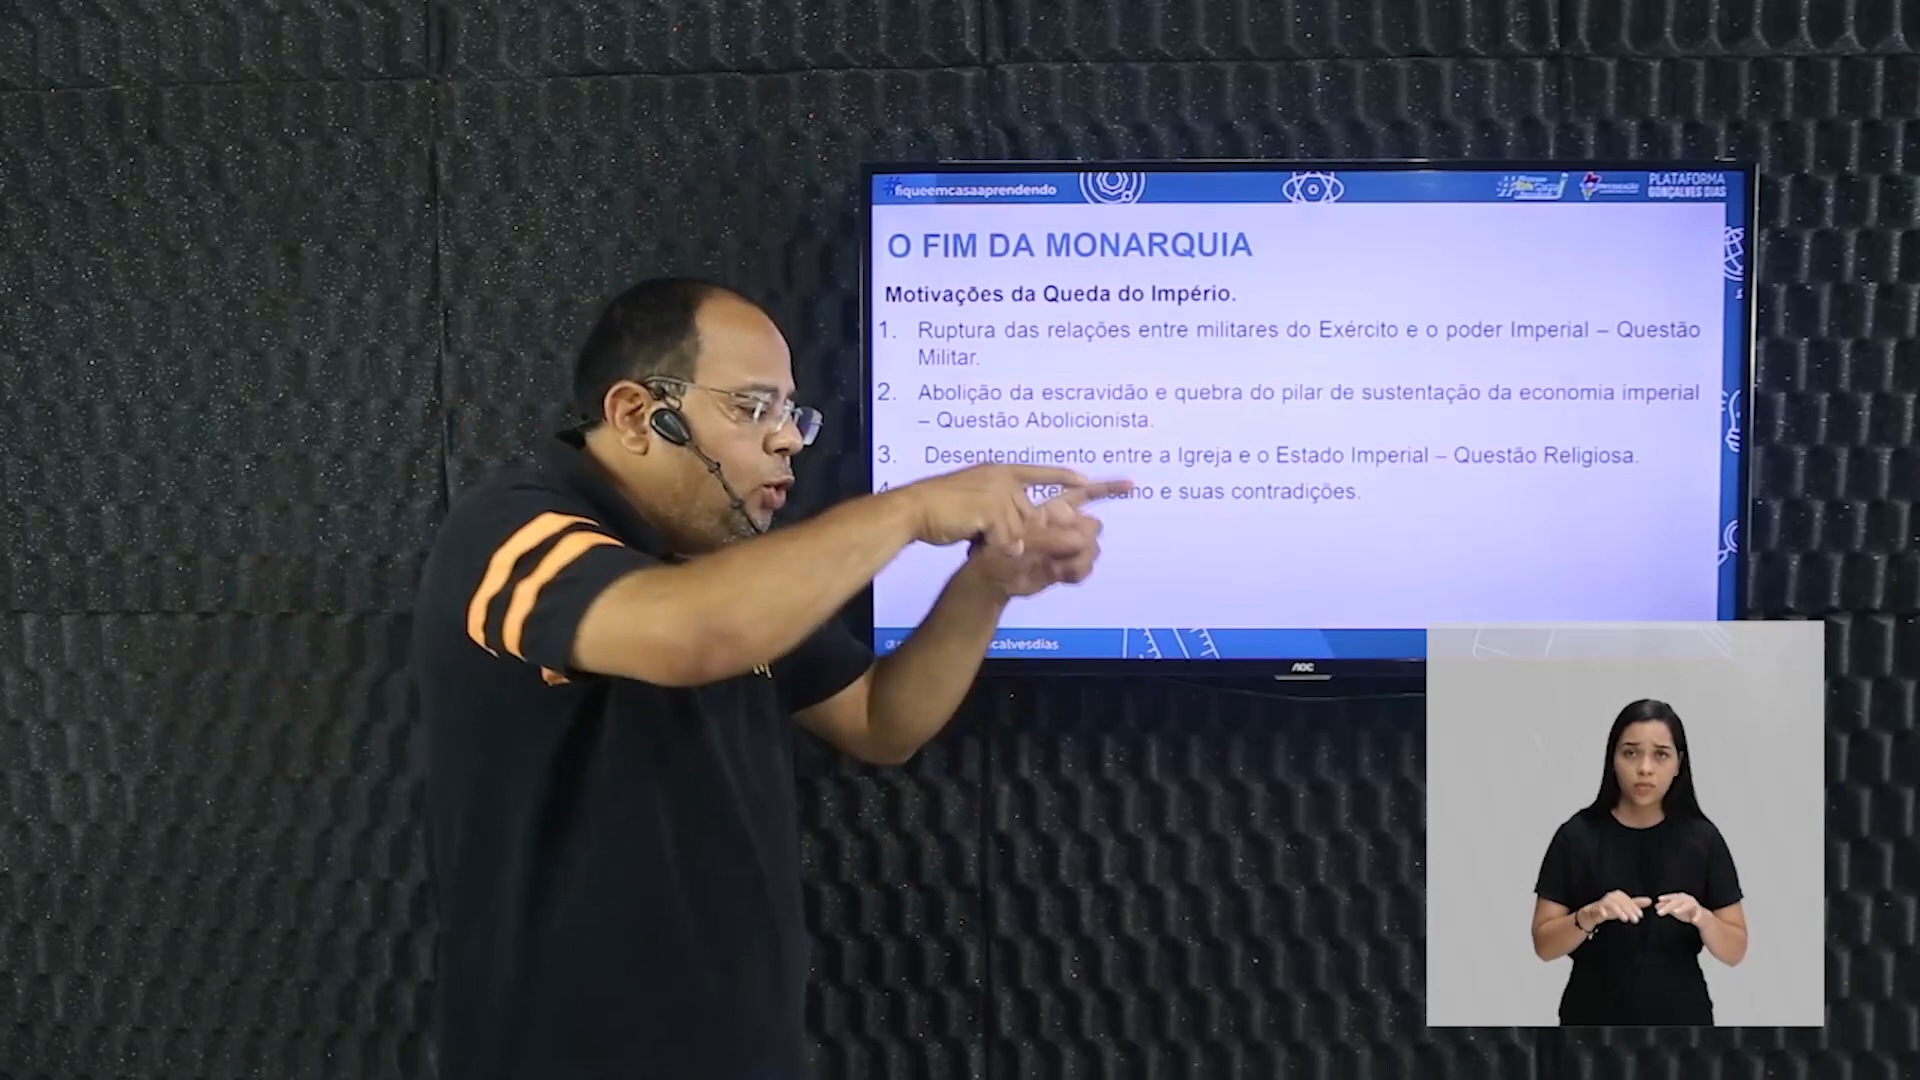 #fiqueemcasaaprendendo
PLATAFORMA
GONÇALVES DIAS
O FIM DA MONARQUIA
Motivações da Queda do Império.
1. Ruptura das relações entre militares do Exército e o poder Imperial – Questão
Militar.
2. Abolição da escravidão e quebra do pilar de sustentação da economia imperial
– Questão Abolicionista.
3. Desentendimento entre a Igreja e o Estado Imperial – Questão Religiosa.
4. e suas contradições.
calvesdias
AOC